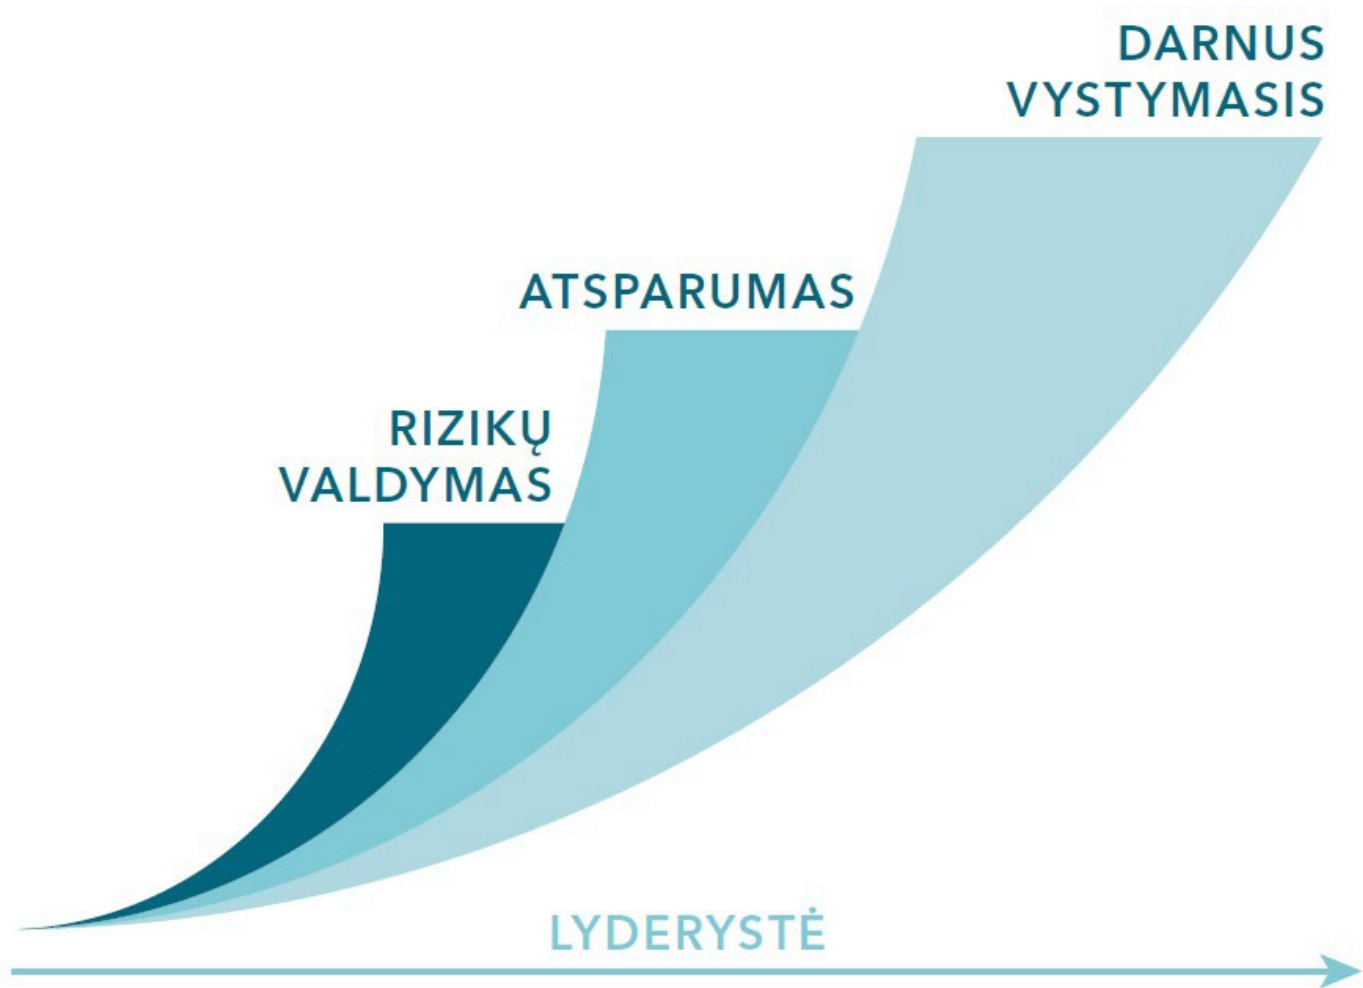 DARNUS
VYSTYMASIS
ATSPARUMAS
RIZIKŲ
VALDYMAS
LYDERYSTĖ